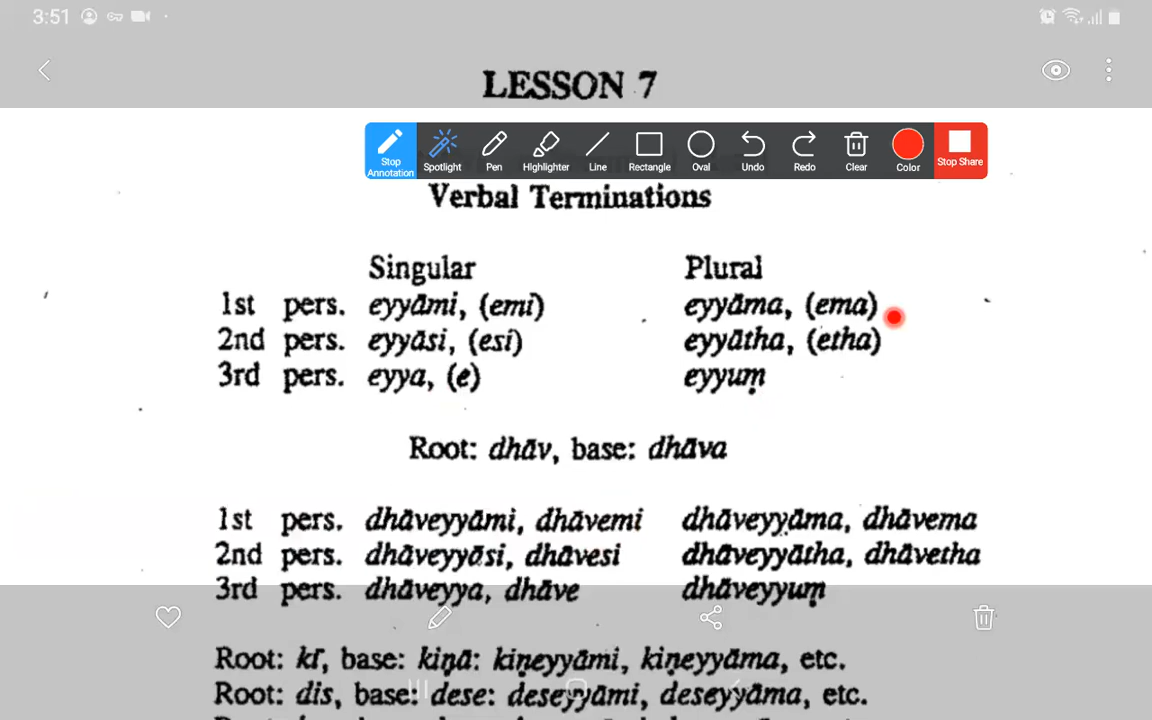 3:51
LESSON 7
Stop Annotation Spotlight Pen Highlighter Line Rectangle Oval Undo Redo Clear Color Stop Share
Verbal Terminations
Singular Plural
1st pers. eyyāmi, (emi) eyyāma, (ema)
2nd pers. eyyāsi, (esi) eyyātha, (etha)
3rd pers. eyya, (e) eyyuṃ
Root: dhāv, base: dhāva
1st pers. dhāveyyāmi, dhāvemi dhāveyyāma, dhāvema
2nd pers. dhāveyyāsi, dhāvesi dhāveyyātha, dhāvetha
3rd pers. dhāveyya, dhāve dhāveyyuṃ
Root: kī, base: kiṇā: kiṇeyyāmi, kiṇeyyāma, etc.
Root: dis, base: dese: deseyyāmi, deseyyāma, etc.